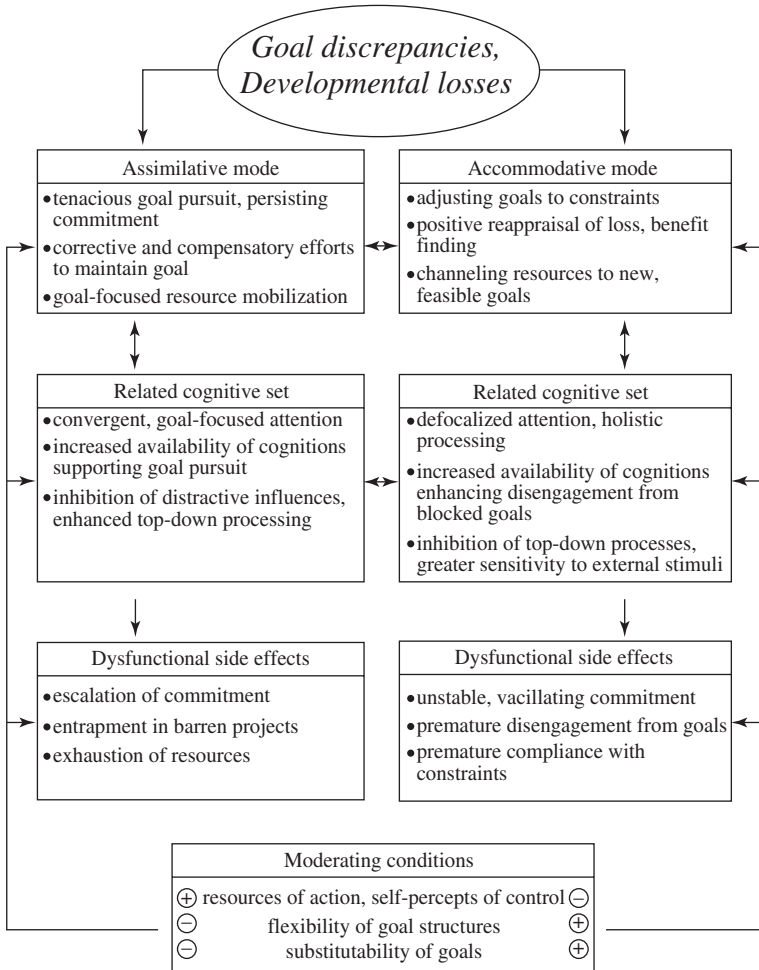 Goal discrepancies,
Developmental losses
Assimilative mode
•tenacious goal pursuit, persisting
commitment
•corrective and compensatory efforts
to maintain goal
•goal-focused resource mobilization
Accommodative mode
•adjusting goals to constraints
•positive reappraisal of loss, benefit
finding
•channeling resources to new,
feasible goals
Related cognitive set
•convergent, goal-focused attention
•increased availability of cognitions
supporting goal pursuit
•inhibition of distractive influences,
enhanced top-down processing
Related cognitive set
•defocalized attention, holistic
processing
•increased availability of cognitions
enhancing disengagement from
blocked goals
•inhibition of top-down processes,
greater sensitivity to external stimuli
Dysfunctional side effects
•escalation of commitment
•entrapment in barren projects
•exhaustion of resources
Dysfunctional side effects
•unstable, vacillating commitment
•premature disengagement from goals
•premature compliance with
constraints
Moderating conditions
⊕ resources of action, self-percepts of control ⊖
⊖ flexibility of goal structures ⊕
⊖ substitutability of goals ⊕